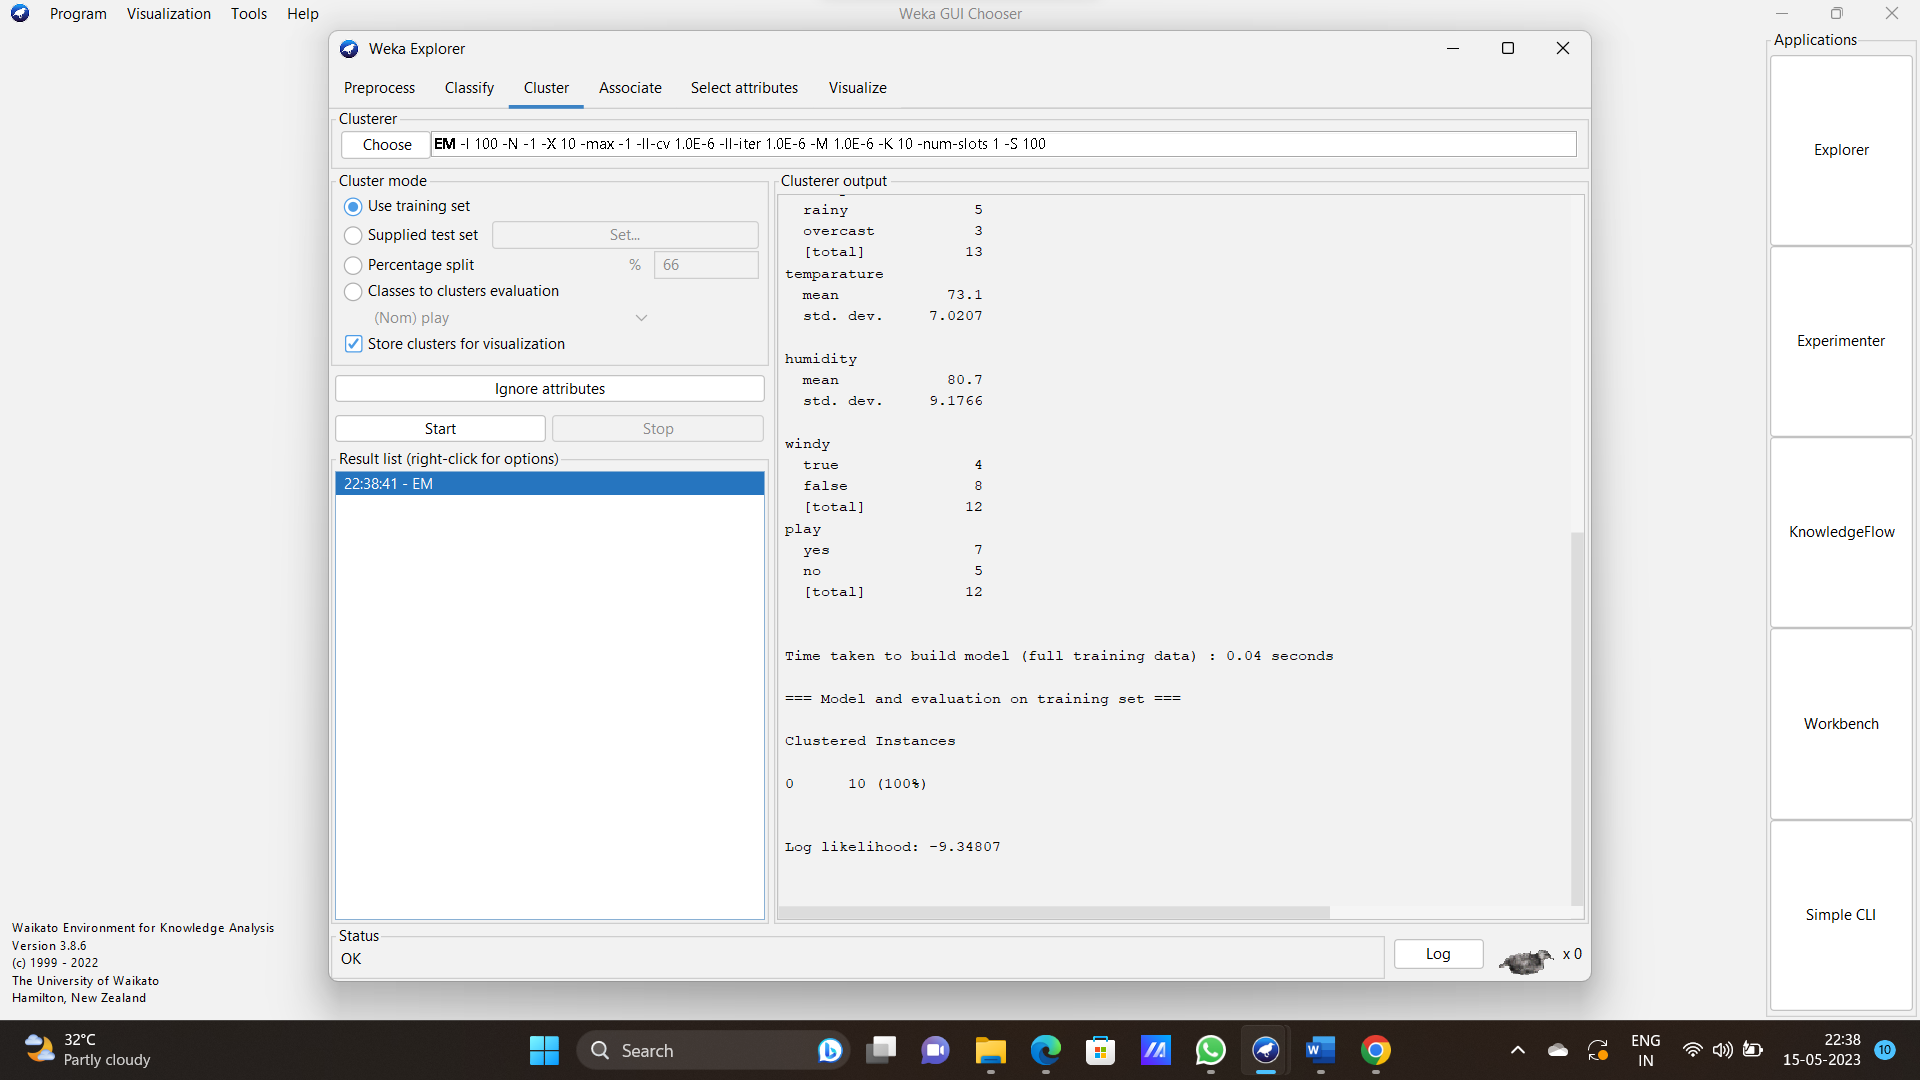 Program Visualization Tools Help
Weka GUI Chooser
Weka Explorer
Preprocess Classify Cluster Associate Select attributes Visualize
Clusterer
Choose
EM -I 100 -N -1 -X 10 -max -1 -ll-cv 1.0E-6 -ll-iter 1.0E-6 -M 1.0E-6 -K 10 -num-slots 1 -S 100
Cluster mode
Use training set
Supplied test set Set...
Percentage split % 66
Classes to clusters evaluation
(Nom) play
Store clusters for visualization
Ignore attributes
Start Stop
Result list (right-click for options)
22:38:41 - EM
Clusterer output
rainy 5
overcast 3
[total] 13
temparature
mean 73.1
std. dev. 7.0207
humidity
mean 80.7
std. dev. 9.1766
windy
true 4
false 8
[total] 12
play
yes 7
no 5
[total] 12
Time taken to build model (full training data) : 0.04 seconds
=== Model and evaluation on training set ===
Clustered Instances
0 10 (100%)
Log likelihood: -9.34807
Status
OK
Log
x 0
Applications
Explorer
Experimenter
KnowledgeFlow
Workbench
Simple CLI
Waikato Environment for Knowledge Analysis
Version 3.8.6
(c) 1999 - 2022
The University of Waikato
Hamilton, New Zealand
32°C
Partly cloudy
Search
ENG
IN
22:38
15-05-2023
10